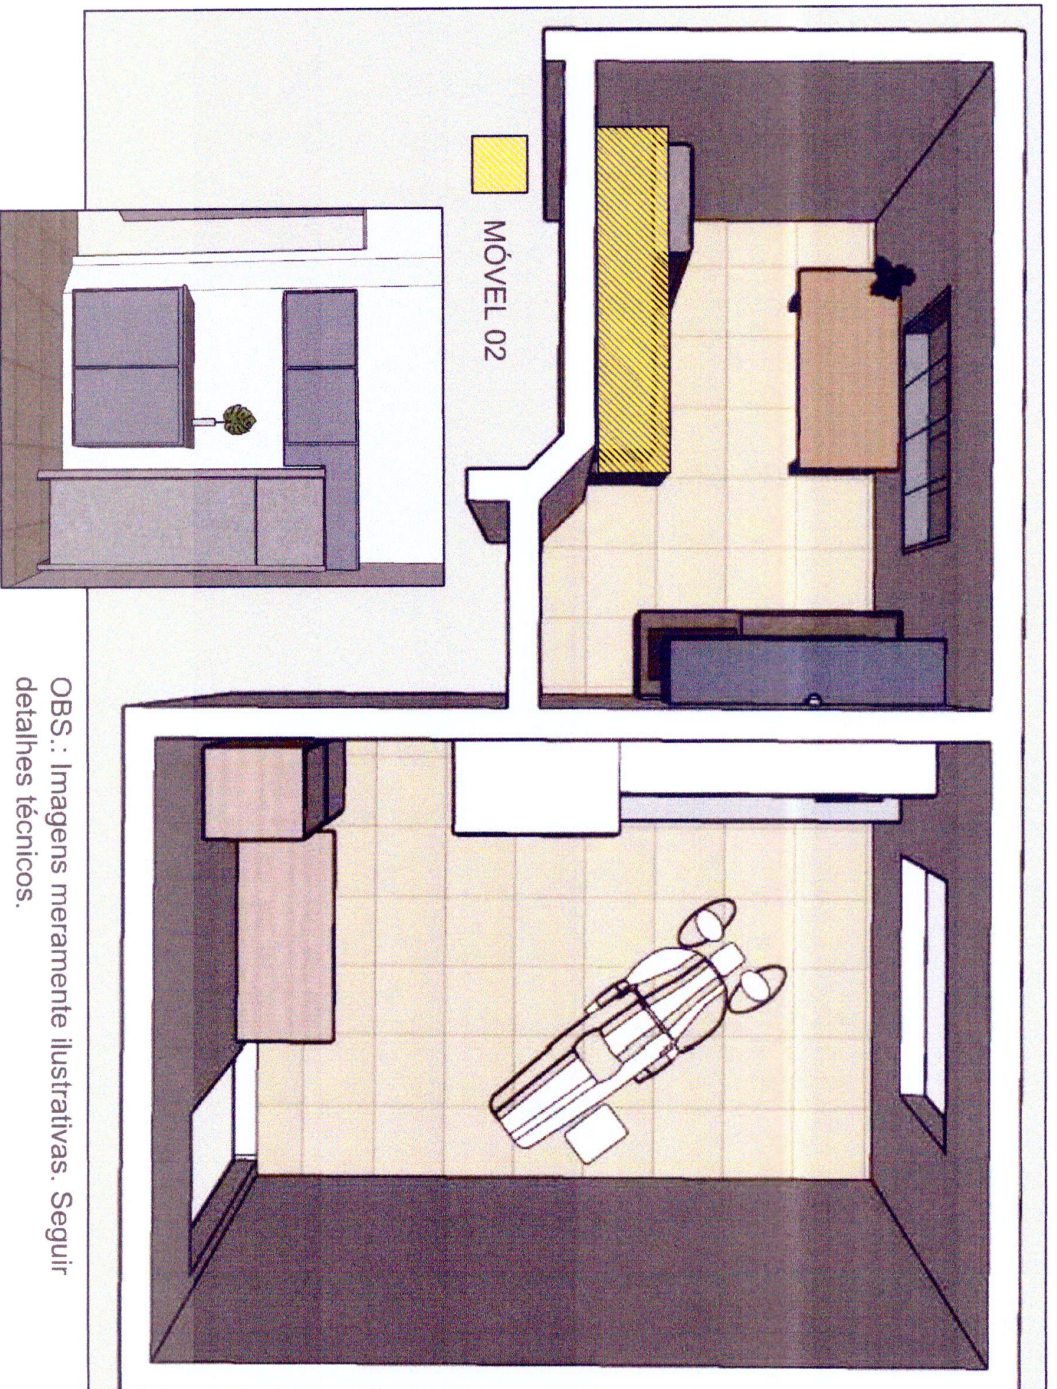 MÓVEL 02
OBS.: Imagens meramente ilustrativas. Seguir
detalhes técnicos.